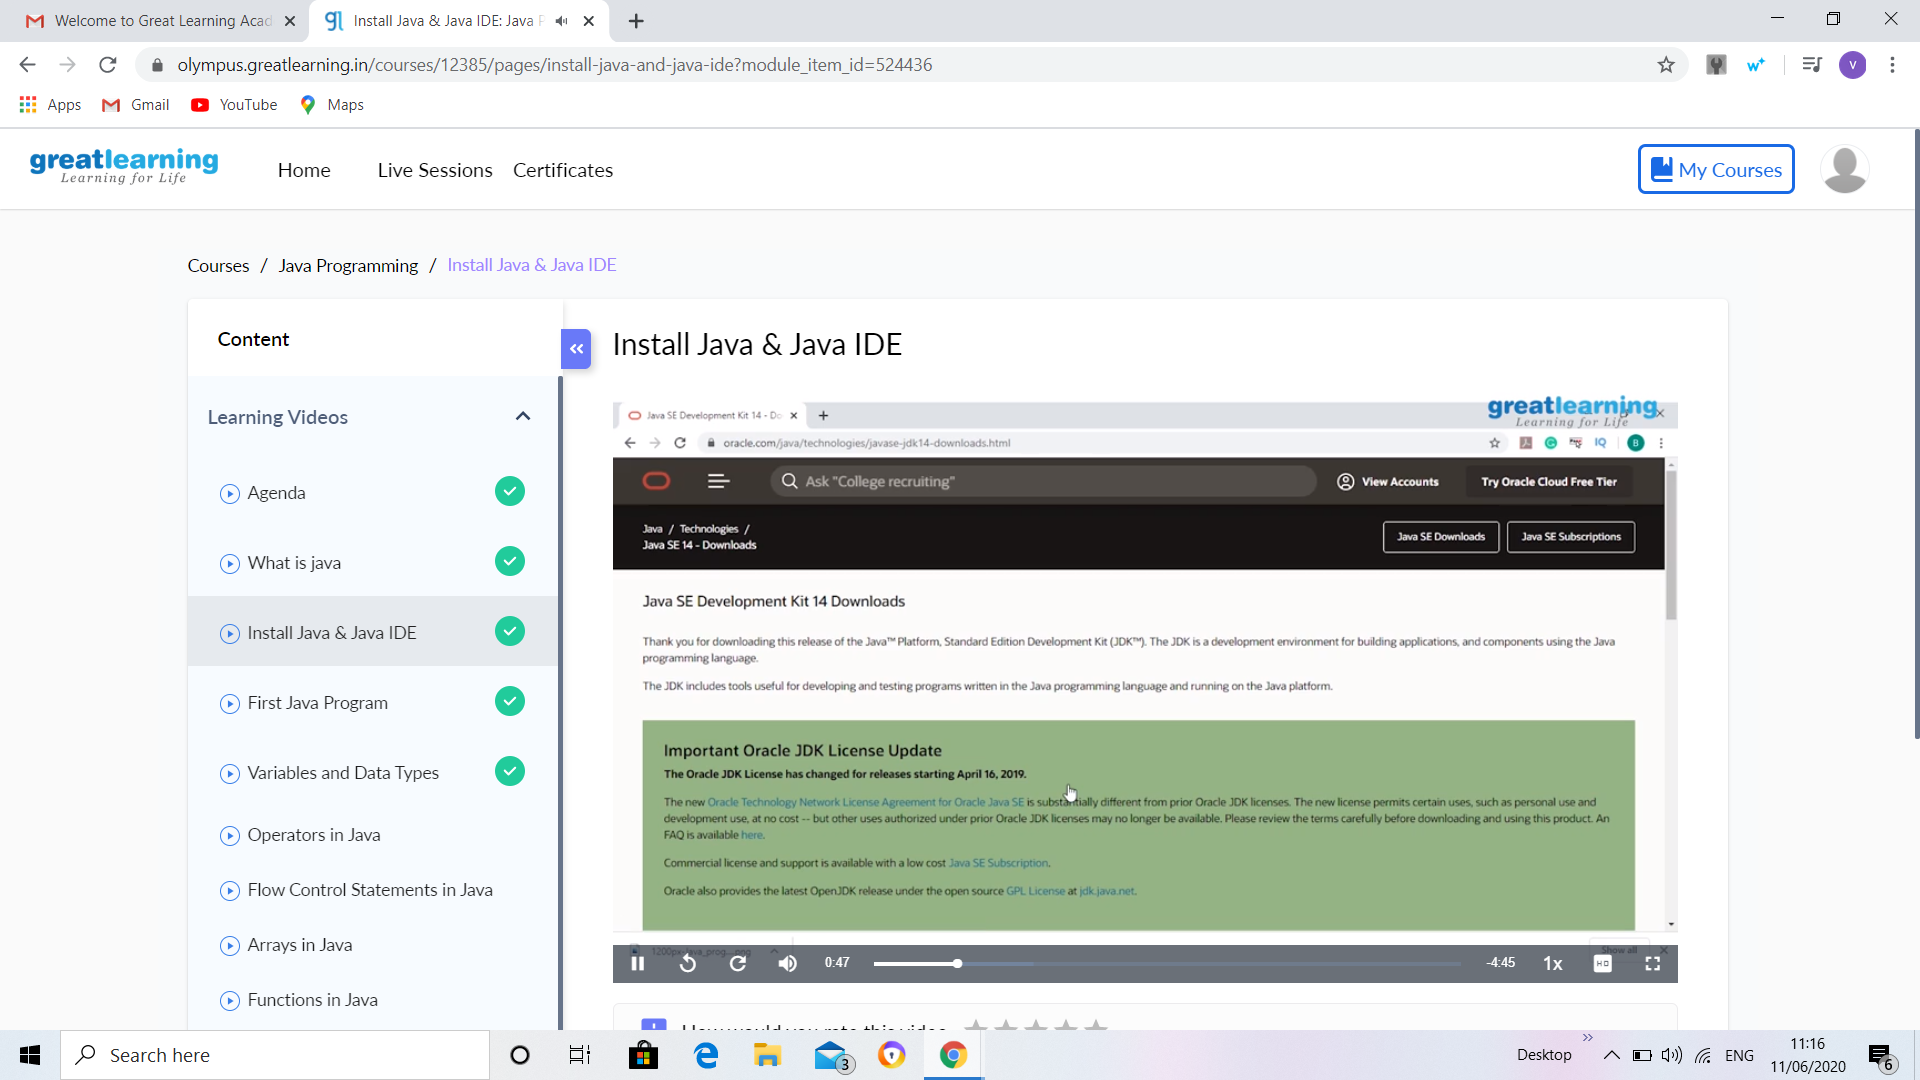 Welcome to Great Learning Acad
Install Java & Java IDE: Java P
olympus.greatlearning.in/courses/12385/pages/install-java-and-java-ide?module_item_id=524436
w+
v
Apps
Gmail
YouTube
Maps
greatlearning
Learning for Life
Home
Live Sessions
Certificates
My Courses
Courses / Java Programming / Install Java & Java IDE
Content
Learning Videos
Agenda
What is java
Install Java & Java IDE
First Java Program
Variables and Data Types
Operators in Java
Flow Control Statements in Java
Arrays in Java
Functions in Java
Install Java & Java IDE
Java SE Development Kit 14 - Do
greatlearning
Learning for Life
oracle.com/java/technologies/javase-jdk14-downloads.html
IQ
B
Ask "College recruiting"
View Accounts
Try Oracle Cloud Free Tier
Java / Technologies /
Java SE 14 - Downloads
Java SE Downloads
Java SE Subscriptions
Java SE Development Kit 14 Downloads
Thank you for downloading this release of the Java™ Platform, Standard Edition Development Kit (JDK™). The JDK is a development environment for building applications, and components using the Java
programming language.
The JDK includes tools useful for developing and testing programs written in the Java programming language and running on the Java platform.
Important Oracle JDK License Update
The Oracle JDK License has changed for releases starting April 16, 2019.
The new Oracle Technology Network License Agreement for Oracle Java SE is substantially different from prior Oracle JDK licenses. The new license permits certain uses, such as personal use and
development use, at no cost -- but other uses authorized under prior Oracle JDK licenses may no longer be available. Please review the terms carefully before downloading and using this product. An
FAQ is available here.
Commercial license and support is available with a low cost Java SE Subscription.
Oracle also provides the latest OpenJDK release under the open source GPL License at jdk.java.net.
1200px-Java_prog....png
Show all
0:47
-4:45
1x
HD
How would you rate this video
Search here
3
Desktop
ENG
11:16
11/06/2020
6